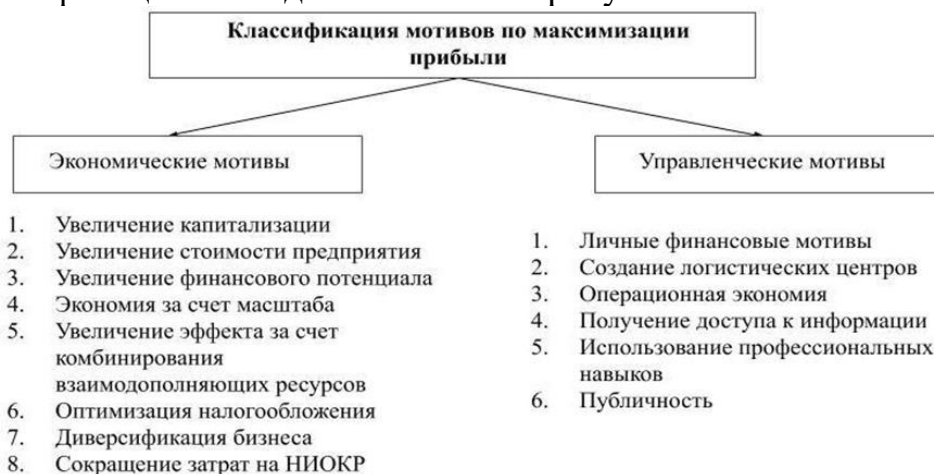 Классификация мотивов по максимизации
прибыли
Экономические мотивы
1. Увеличение капитализации
2. Увеличение стоимости предприятия
3. Увеличение финансового потенциала
4. Экономия за счет масштаба
5. Увеличение эффекта за счет
комбинирования
взаимодополняющих ресурсов
6. Оптимизация налогообложения
7. Диверсификация бизнеса
8. Сокращение затрат на НИОКР
Управленческие мотивы
1. Личные финансовые мотивы
2. Создание логистических центров
3. Операционная экономия
4. Получение доступа к информации
5. Использование профессиональных
навыков
6. Публичность